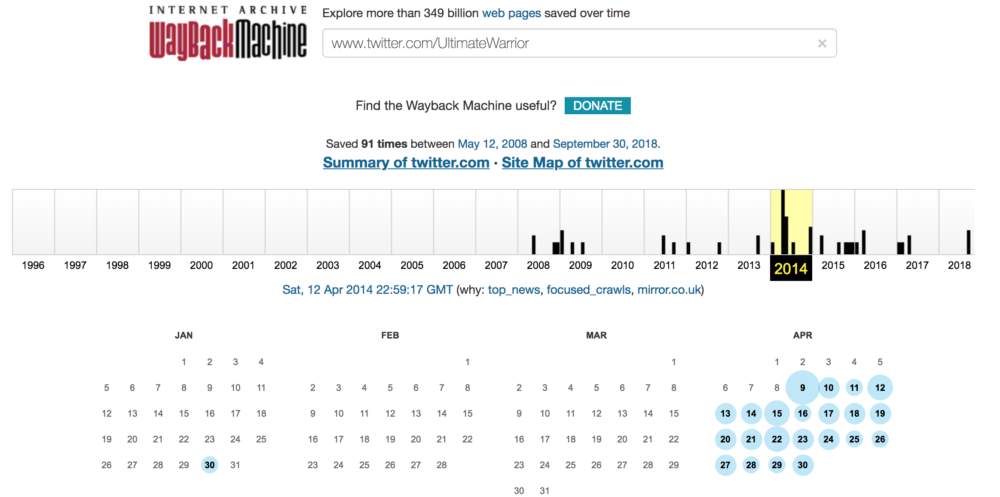 INTERNET ARCHIVE
WayBackMachine
Explore more than 349 billion web pages saved over time
www.twitter.com/UltimateWarrior
×
Find the Wayback Machine useful? DONATE
Saved 91 times between May 12, 2008 and September 30, 2018.
Summary of twitter.com · Site Map of twitter.com
1996 1997 1998 1999 2000 2001 2002 2003 2004 2005 2006 2007 2008 2009 2010 2011 2012 2013 2014 2015 2016 2017 2018
Sat, 12 Apr 2014 22:59:17 GMT (why: top_news, focused_crawls, mirror.co.uk)
JAN
1 2 3 4
5 6 7 8 9 10 11
12 13 14 15 16 17 18
19 20 21 22 23 24 25
26 27 28 29 30 31
FEB
1
2 3 4 5 6 7 8
9 10 11 12 13 14 15
16 17 18 19 20 21 22
23 24 25 26 27 28
MAR
1
2 3 4 5 6 7 8
9 10 11 12 13 14 15
16 17 18 19 20 21 22
23 24 25 26 27 28 29
30 31
APR
1 2 3 4 5
6 7 8 9 10 11 12
13 14 15 16 17 18 19
20 21 22 23 24 25 26
27 28 29 30